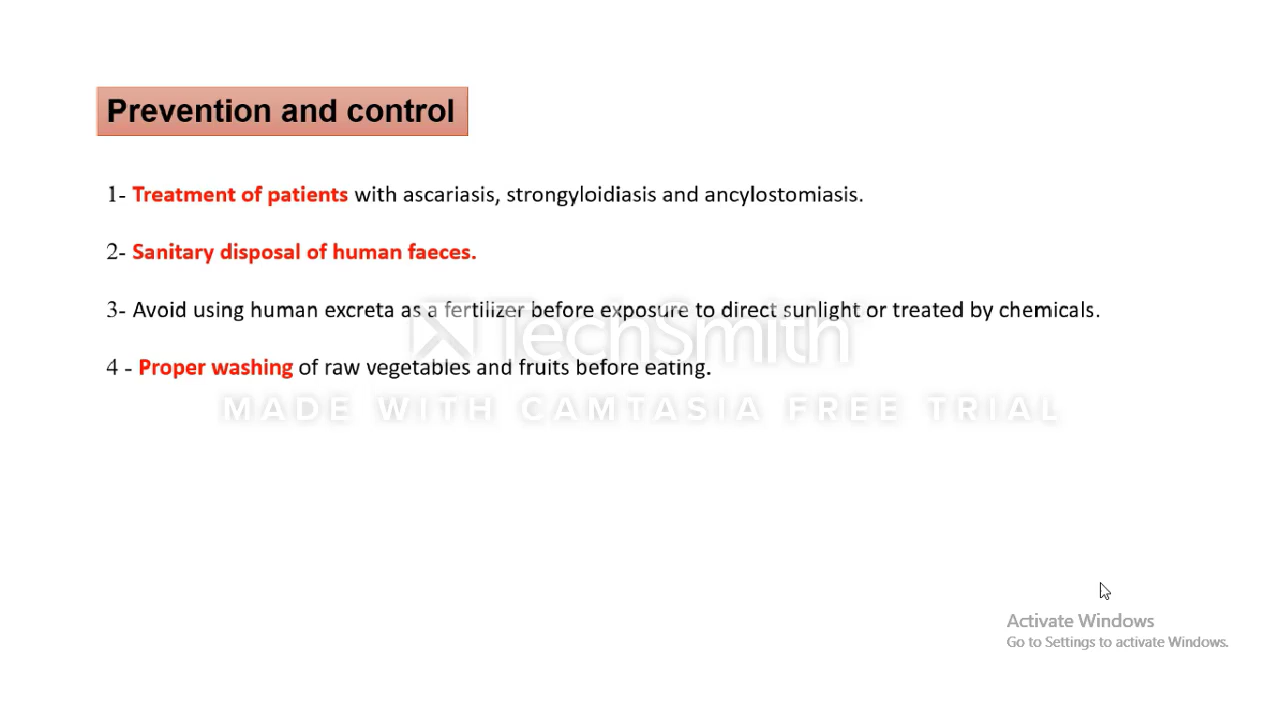 Prevention and control
1- Treatment of patients with ascariasis, strongyloidiasis and ancylostomiasis.
2- Sanitary disposal of human faeces.
3- Avoid using human excreta as a fertilizer before exposure to direct sunlight or treated by chemicals.
TechSmith
4 - Proper washing of raw vegetables and fruits before eating.
MADE WITH CAMTASIA FREE TRIAL
Activate Windows
Go to Settings to activate Windows.